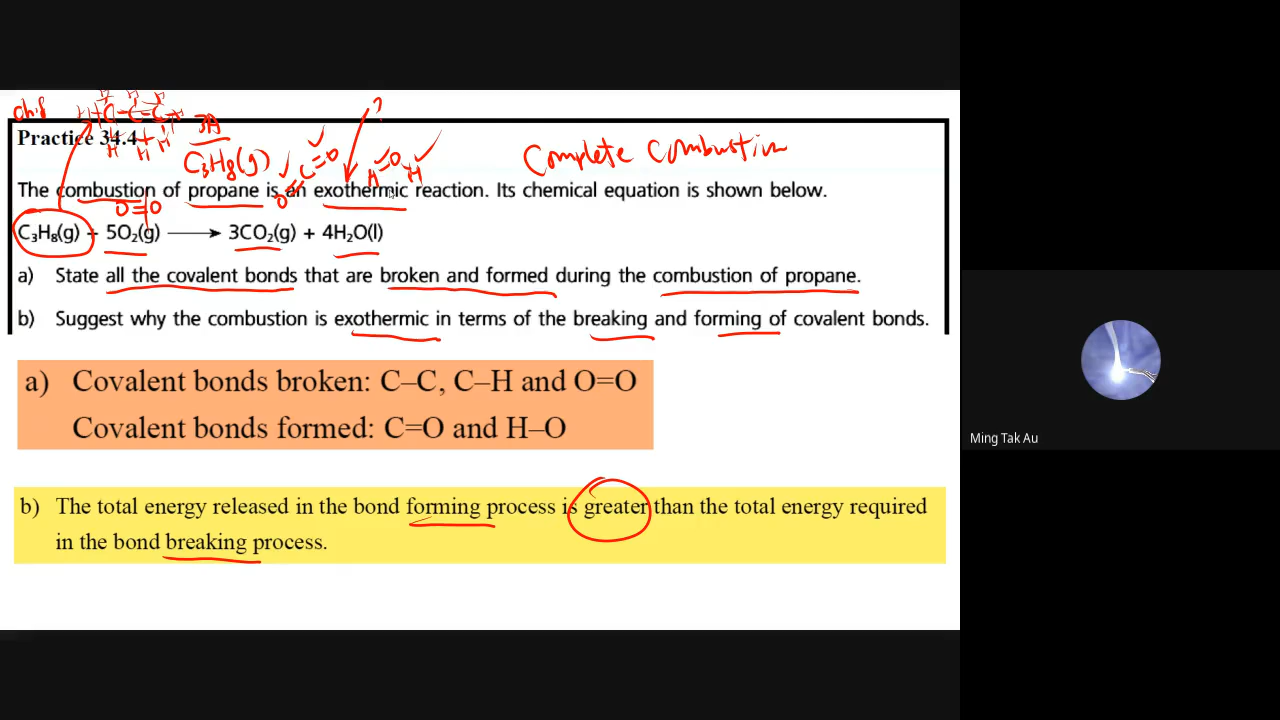 Ch.8
H C C C H
H H H
3A
C3H8(g)
C=O
O
H O H
?
Complete Combustion
Practice 34.4
The combustion of propane is an exothermic reaction. Its chemical equation is shown below.
O=O
C₃H₈(g) + 5O₂(g) ⟶ 3CO₂(g) + 4H₂O(l)
a) State all the covalent bonds that are broken and formed during the combustion of propane.
b) Suggest why the combustion is exothermic in terms of the breaking and forming of covalent bonds.
a) Covalent bonds broken: C–C, C–H and O=O
Covalent bonds formed: C=O and H–O
b) The total energy released in the bond forming process is greater than the total energy required
in the bond breaking process.
Ming Tak Au